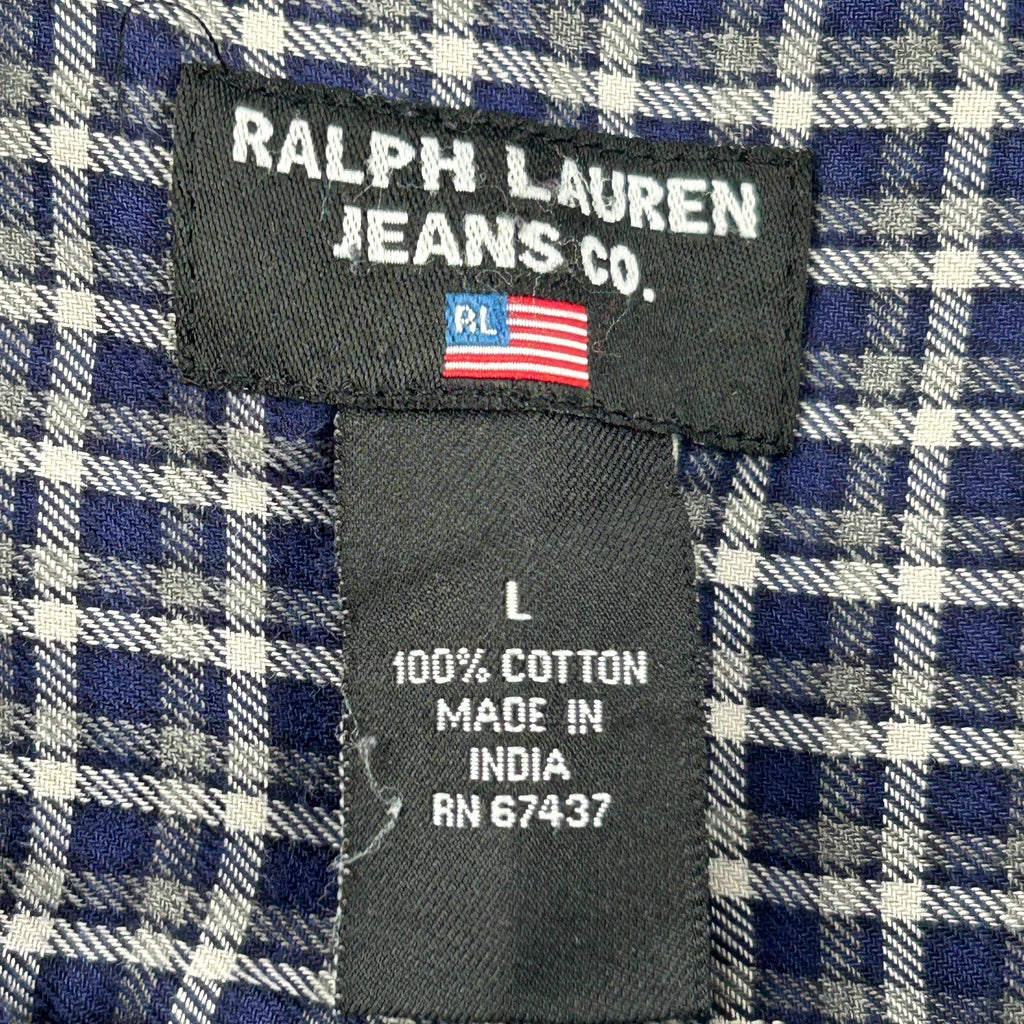 RALPH LAUREN
JEANS CO.
RL
L
100% COTTON
MADE IN
INDIA
RN 67437